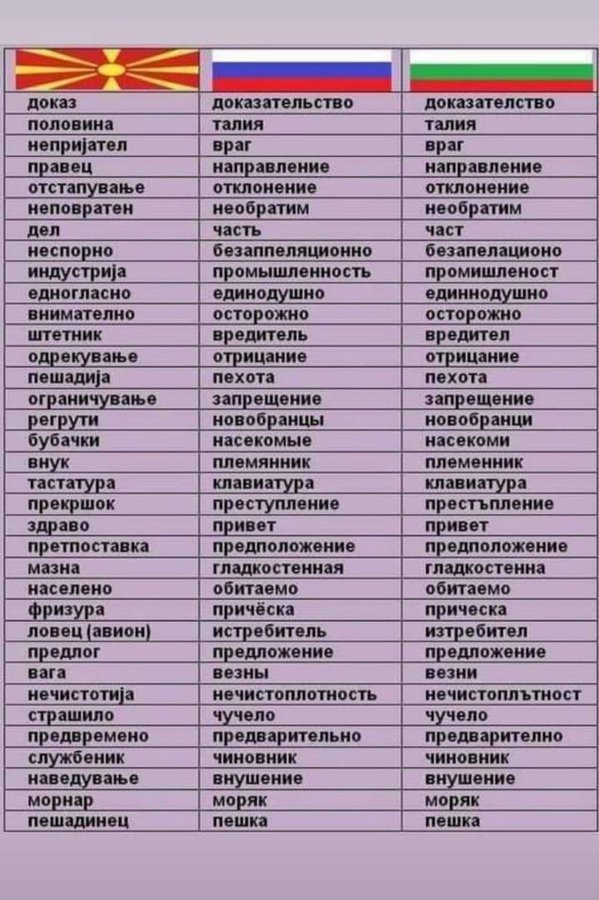 доказ доказательство доказателство
половина талия талия
непријател враг враг
правец направление направление
отстапување отклонение отклонение
неповратен необратим необратим
дел часть част
неспорно безаппеляционно безапелационо
индустрија промышленность промишленост
едногласно единодушно единнодушно
внимателно осторожно осторожно
штетник вредитель вредител
одрекување отрицание отрицание
пешадија пехота пехота
ограничување запрещение запрещение
регрути новобранцы новобранци
бубачки насекомые насекоми
внук племянник племенник
тастатура клавиатура клавиатура
прекршок преступление престъпление
здраво привет привет
претпоставка предположение предположение
мазна гладкостенная гладкостенна
населено обитаемо обитаемо
фризура причёска прическа
ловец (авион) истребитель изтребител
предлог предложение предложение
вага везны везни
нечистотија нечистоплотность нечистоплътност
страшило чучело чучело
предвремено предварительно предварително
службеник чиновник чиновник
наведување внушение внушение
морнар моряк моряк
пешадинец пешка пешка